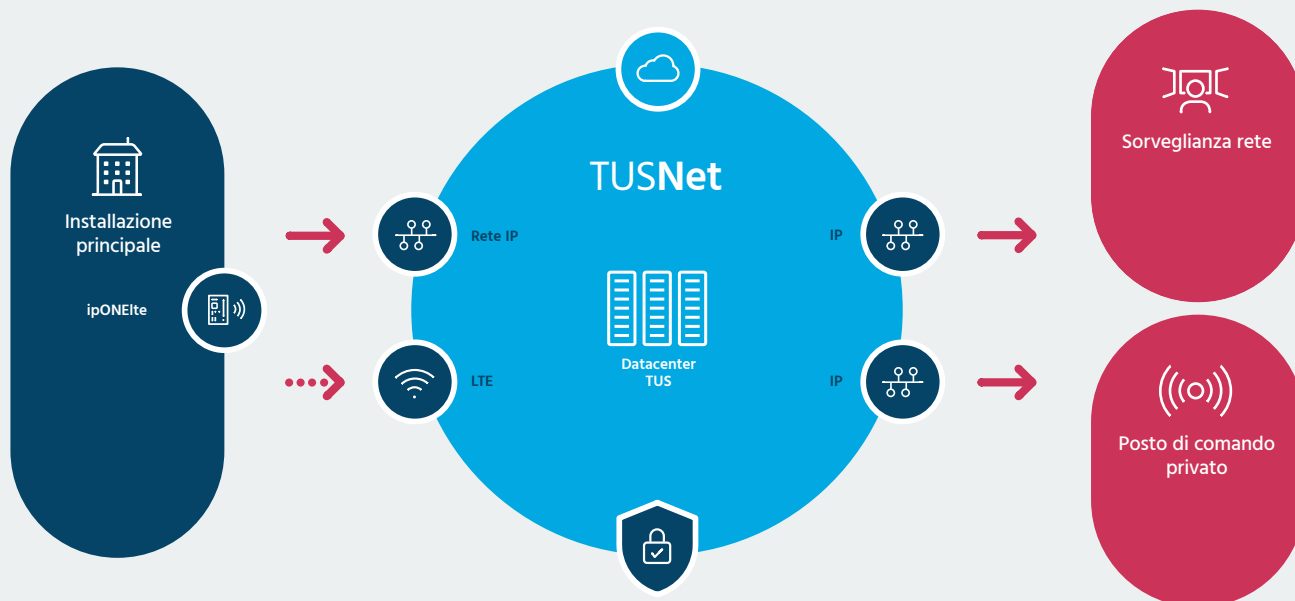 Installazione
principale
ipONElte
TUSNet
Rete IP
LTE
Datacenter
TUS
IP
IP
Sorveglianza rete
Posto di comando
privato